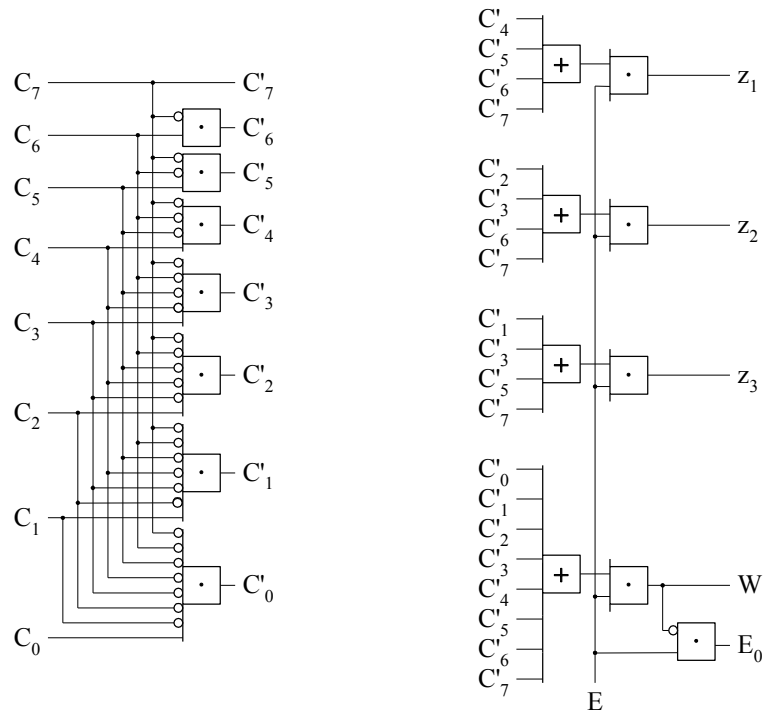 C₇ C'₇
C₆ C'₆
C₅ C'₅
C₄ C'₄
C₃ C'₃
C₂ C'₂
C₁ C'₁
C₀ C'₀
C'₄
C'₅
C'₆
C'₇
+
z₁
C'₂
C'₃
C'₆
C'₇
+
z₂
C'₁
C'₃
C'₅
C'₇
+
z₃
C'₀
C'₁
C'₂
C'₃
C'₄
C'₅
C'₆
C'₇
+
W
E₀
E